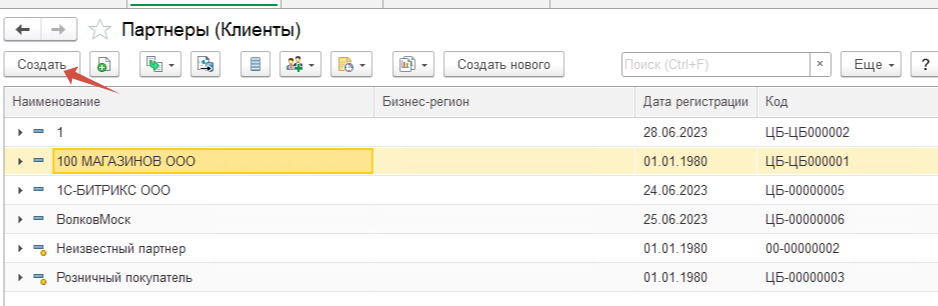 Партнеры (Клиенты)
Создать Создать нового Поиск (Ctrl+F) × Еще ?
Наименование Бизнес-регион Дата регистрации Код
1 28.06.2023 ЦБ-ЦБ000002
100 МАГАЗИНОВ ООО 01.01.1980 ЦБ-ЦБ000001
1С-БИТРИКС ООО 24.06.2023 ЦБ-00000005
ВолковМоск 25.06.2023 ЦБ-00000006
Неизвестный партнер 01.01.1980 00-00000002
Розничный покупатель 01.01.1980 ЦБ-00000003